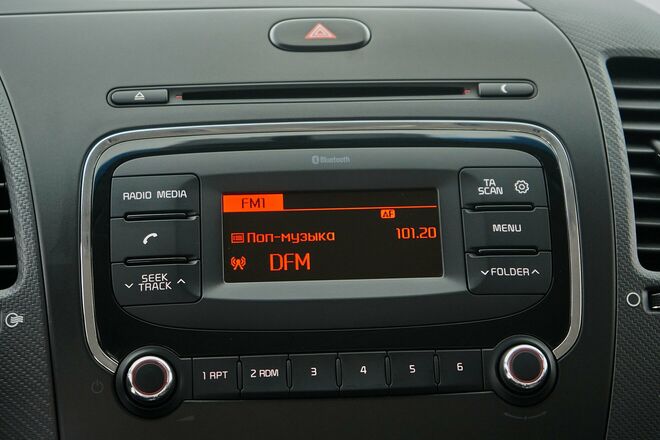 Bluetooth
RADIO MEDIA
SEEK
TRACK
FM1
AF
Поп-музыка 101.20
DFM
TA
SCAN
MENU
FOLDER
1 RPT
2 RDM
3
4
5
6